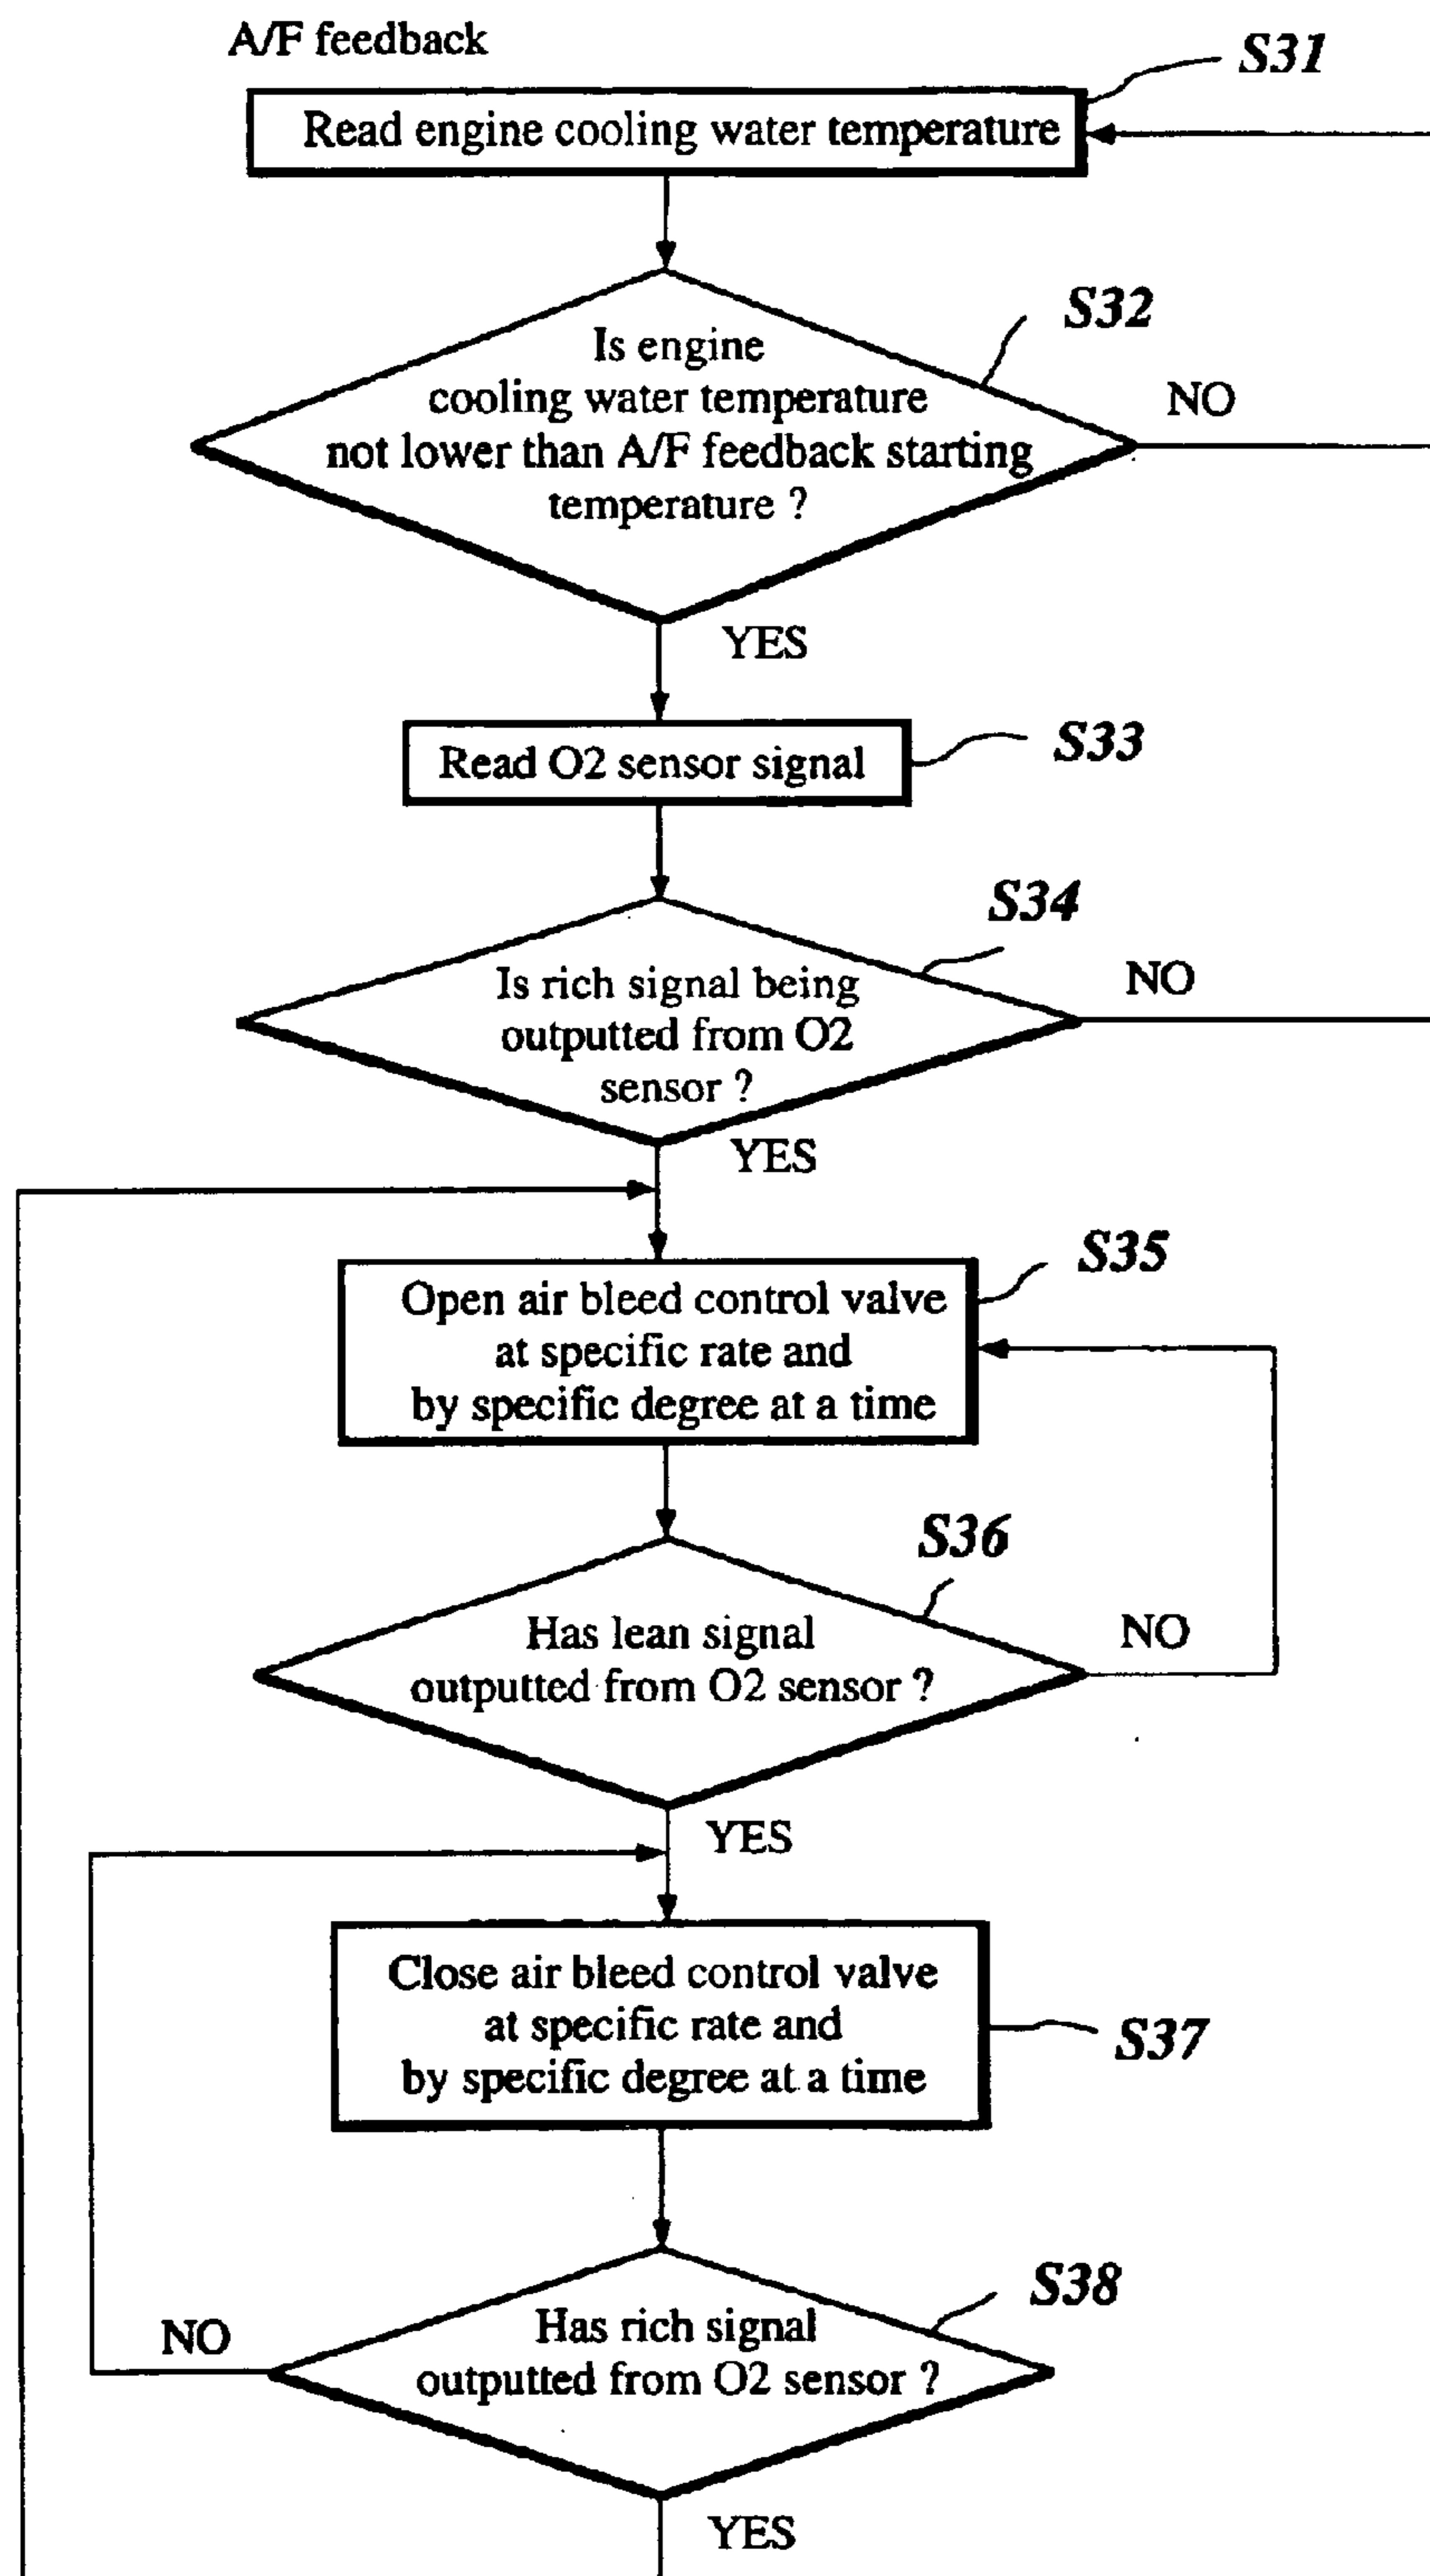 A/F feedback
S31
Read engine cooling water temperature
S32
Is engine
cooling water temperature
not lower than A/F feedback starting
temperature ?
NO
YES
Read O2 sensor signal
S33
S34
Is rich signal being
outputted from O2
sensor ?
NO
YES
S35
Open air bleed control valve
at specific rate and
by specific degree at a time
S36
Has lean signal
outputted from O2 sensor ?
NO
YES
Close air bleed control valve
at specific rate and
by specific degree at a time
S37
S38
Has rich signal
outputted from O2 sensor ?
NO
YES